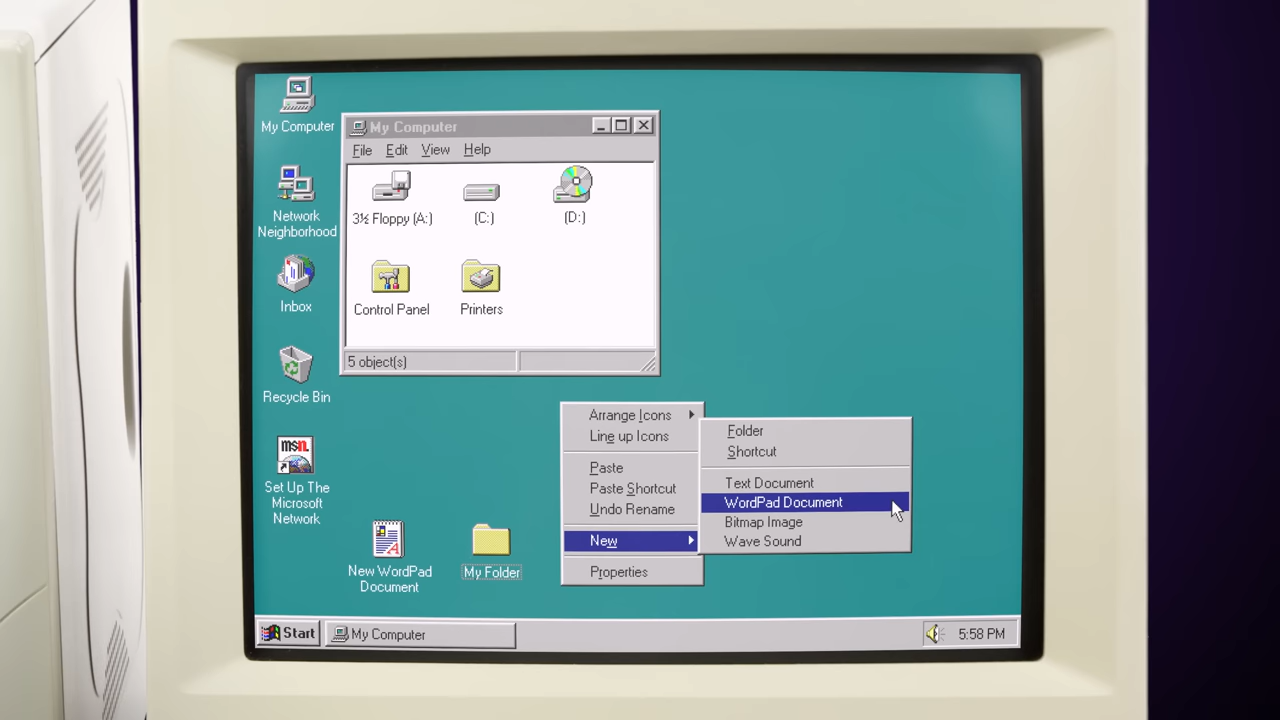 My Computer
Network
Neighborhood
Inbox
Recycle Bin
msn.
Set Up The
Microsoft
Network
My Computer
File Edit View Help
3½ Floppy (A:)
(C:)
(D:)
Control Panel
Printers
5 object(s)
New WordPad
Document
My Folder
Arrange Icons
Line up Icons
Paste
Paste Shortcut
Undo Rename
New
Properties
Folder
Shortcut
Text Document
WordPad Document
Bitmap Image
Wave Sound
Start
My Computer
5:58 PM